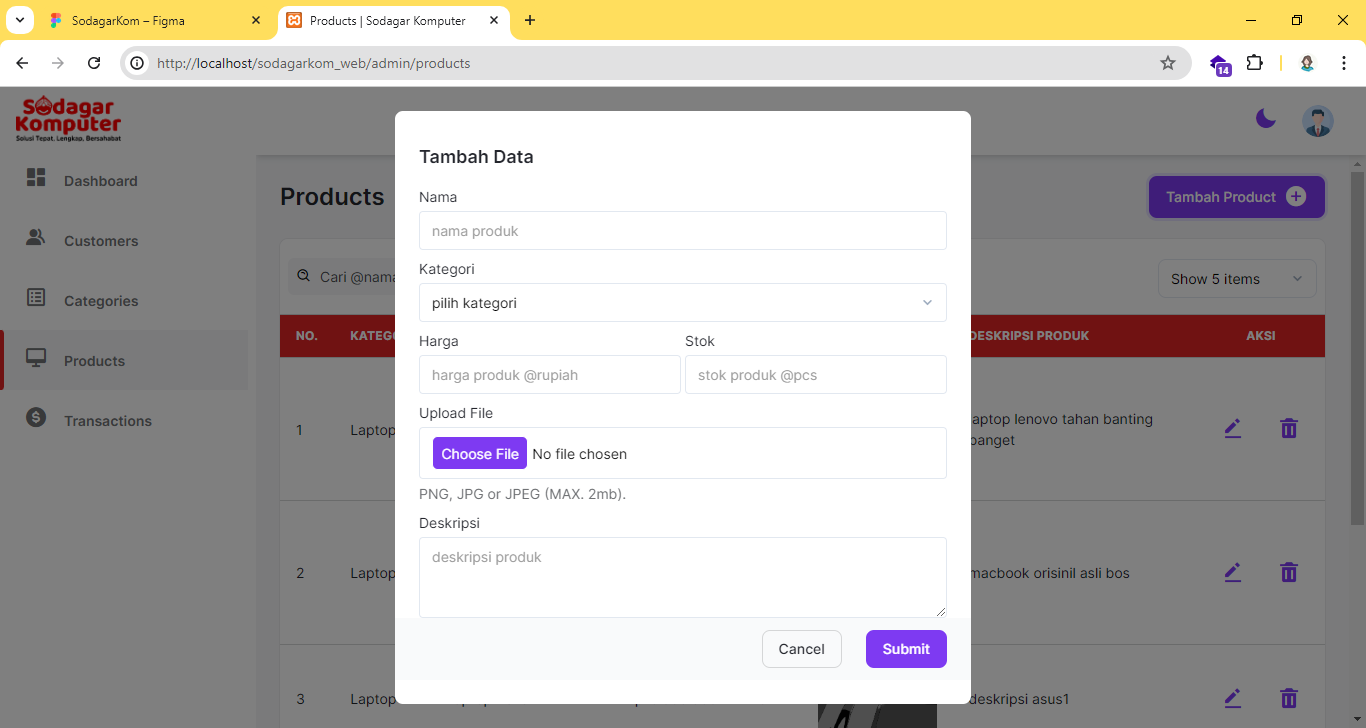 SodagarKom – Figma
Products | Sodagar Komputer
http://localhost/sodagarkom_web/admin/products
14
Sodagar
Komputer
Solusi Tepat, Lengkap, Bersahabat
Dashboard
Customers
Categories
Products
Transactions
Products
Tambah Product
Cari @nama
Show 5 items
NO.
DESKRIPSI PRODUK
AKSI
1
Laptop
laptop lenovo tahan banting
banget
2
Laptop
macbook orisinil asli bos
3
Laptop
deskripsi asus1
Tambah Data
Nama
nama produk
Kategori
pilih kategori
Harga
Stok
harga produk @rupiah
stok produk @pcs
Upload File
Choose File No file chosen
PNG, JPG or JPEG (MAX. 2mb).
Deskripsi
deskripsi produk
Cancel
Submit